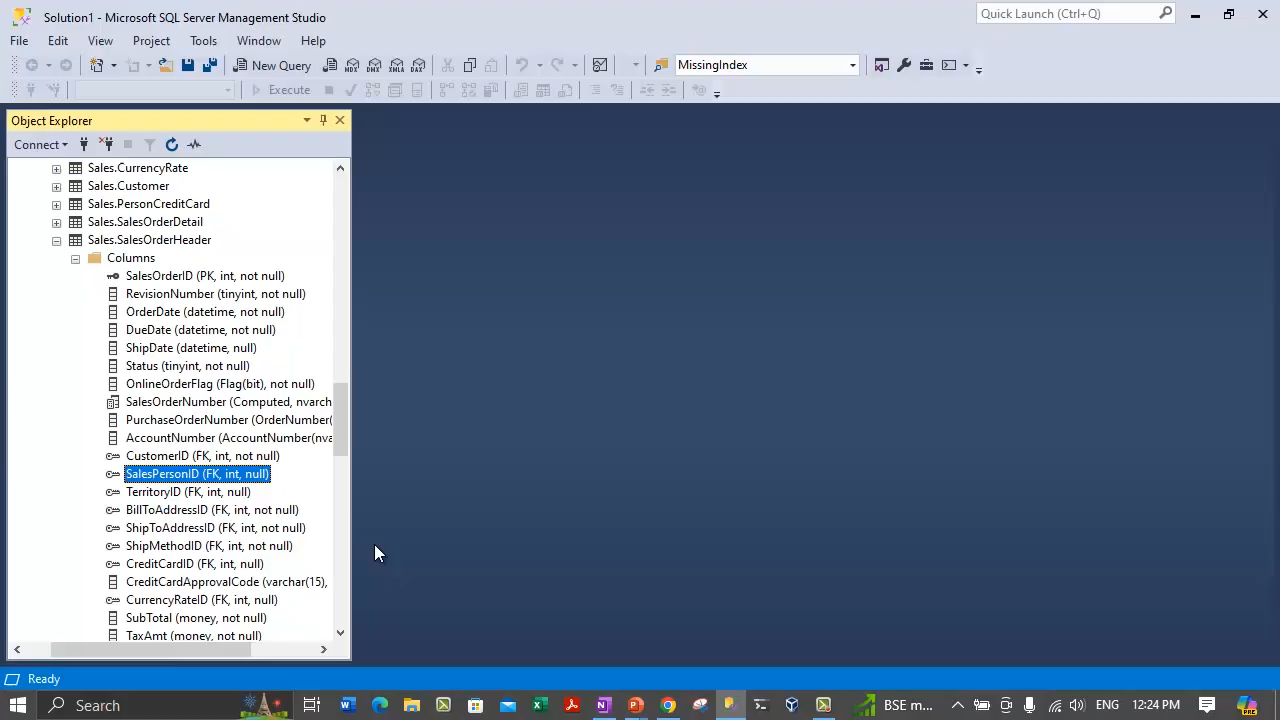 Solution1 - Microsoft SQL Server Management Studio
Quick Launch (Ctrl+Q)
File Edit View Project Tools Window Help
New Query MDX DMX XMLA DAX MissingIndex
Execute
Object Explorer
Connect
Sales.CurrencyRate
Sales.Customer
Sales.PersonCreditCard
Sales.SalesOrderDetail
Sales.SalesOrderHeader
Columns
SalesOrderID (PK, int, not null)
RevisionNumber (tinyint, not null)
OrderDate (datetime, not null)
DueDate (datetime, not null)
ShipDate (datetime, null)
Status (tinyint, not null)
OnlineOrderFlag (Flag(bit), not null)
SalesOrderNumber (Computed, nvarch
PurchaseOrderNumber (OrderNumber(
AccountNumber (AccountNumber(nva
CustomerID (FK, int, not null)
SalesPersonID (FK, int, null)
TerritoryID (FK, int, null)
BillToAddressID (FK, int, not null)
ShipToAddressID (FK, int, not null)
ShipMethodID (FK, int, not null)
CreditCardID (FK, int, null)
CreditCardApprovalCode (varchar(15),
CurrencyRateID (FK, int, null)
SubTotal (money, not null)
TaxAmt (money, not null)
Ready
Search BSE m... ENG 12:24 PM